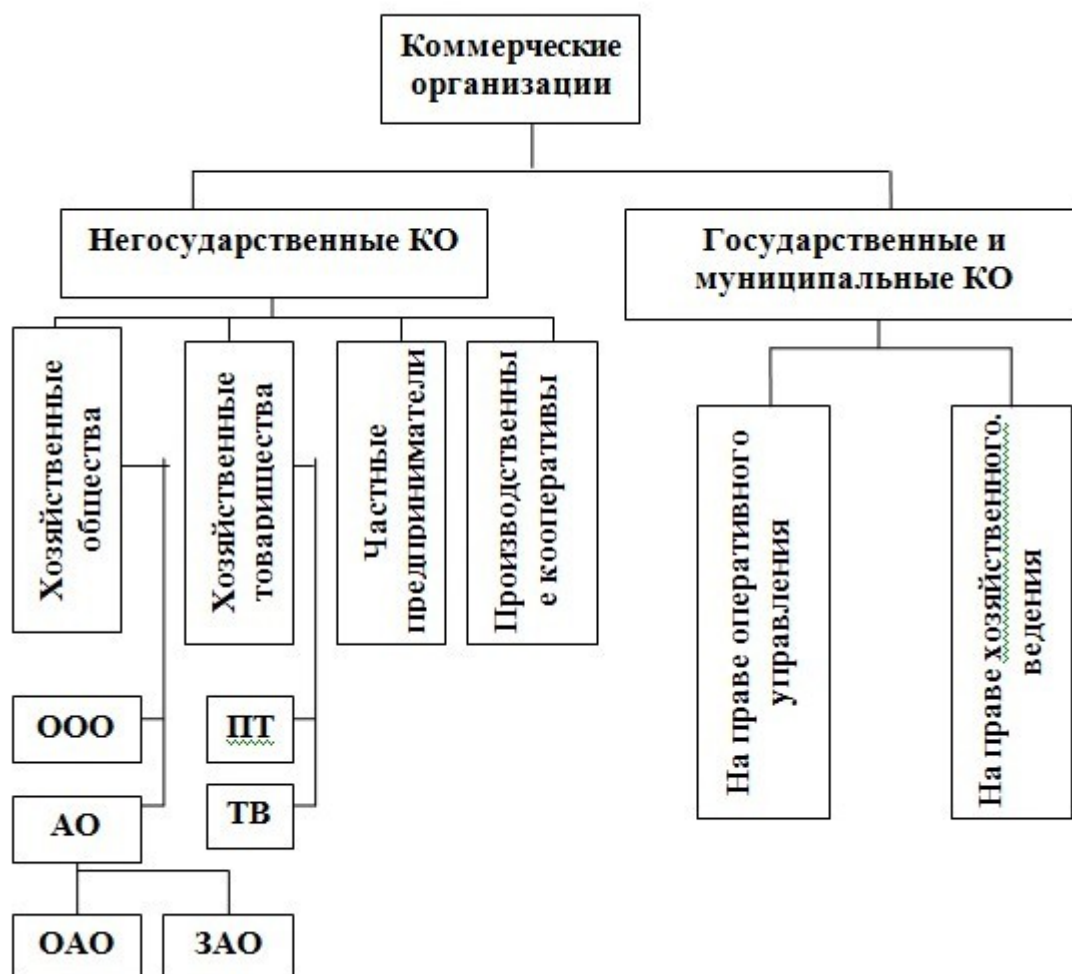 Коммерческие
организации
Негосударственные КО
Государственные и
муниципальные КО
Хозяйственные
общества
Хозяйственные
товарищества
Частные
предприниматели
Производственны
е кооперативы
На праве оперативного
управления
На праве хозяйственного.
ведения
ООО
ПТ
АО
ТВ
ОАО
ЗАО